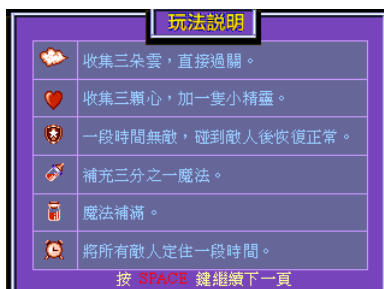 玩法説明
收集三朵雲，直接過關。
收集三顆心，加一隻小精靈。
一段時間無敵，碰到敵人後恢復正常。
補充三分之一魔法。
魔法補滿。
將所有敵人定住一段時間。
按 SPACE 鍵繼續下一頁